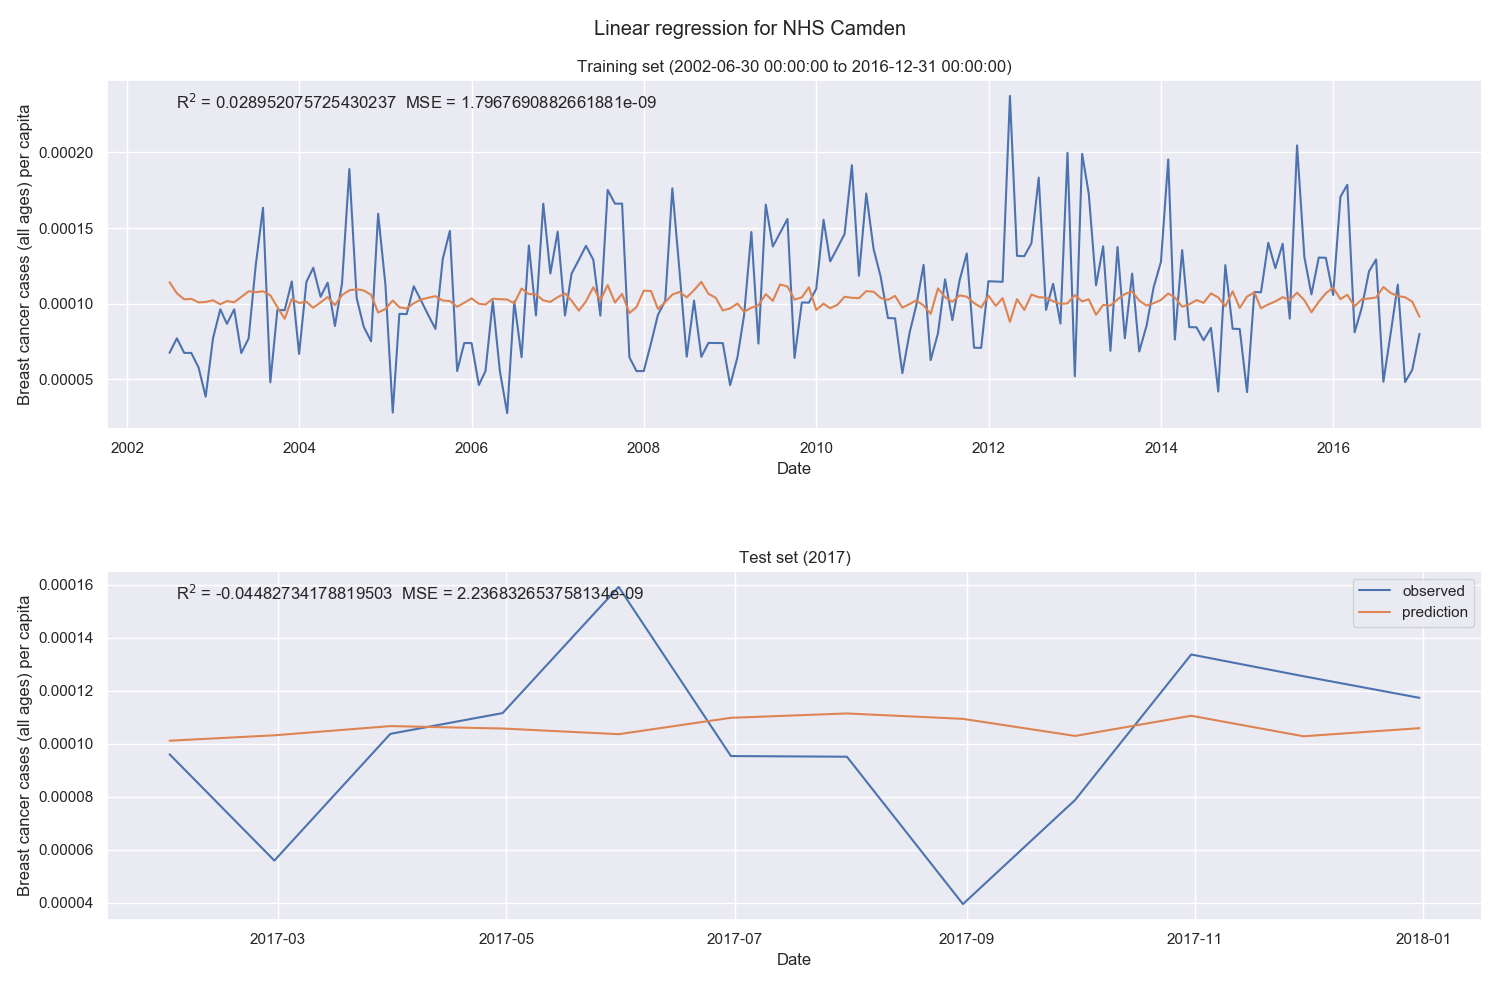 Linear regression for NHS Camden
Training set (2002-06-30 00:00:00 to 2016-12-31 00:00:00)
R² = 0.028952075725430237  MSE = 1.7967690882661881e-09
Breast cancer cases (all ages) per capita
0.00020
0.00015
0.00010
0.00005
2002 2004 2006 2008 2010 2012 2014 2016
Date
Test set (2017)
R² = -0.04482734178819503  MSE = 2.236832653758134e-09
observed
prediction
Breast cancer cases (all ages) per capita
0.00016
0.00014
0.00012
0.00010
0.00008
0.00006
0.00004
2017-03 2017-05 2017-07 2017-09 2017-11 2018-01
Date